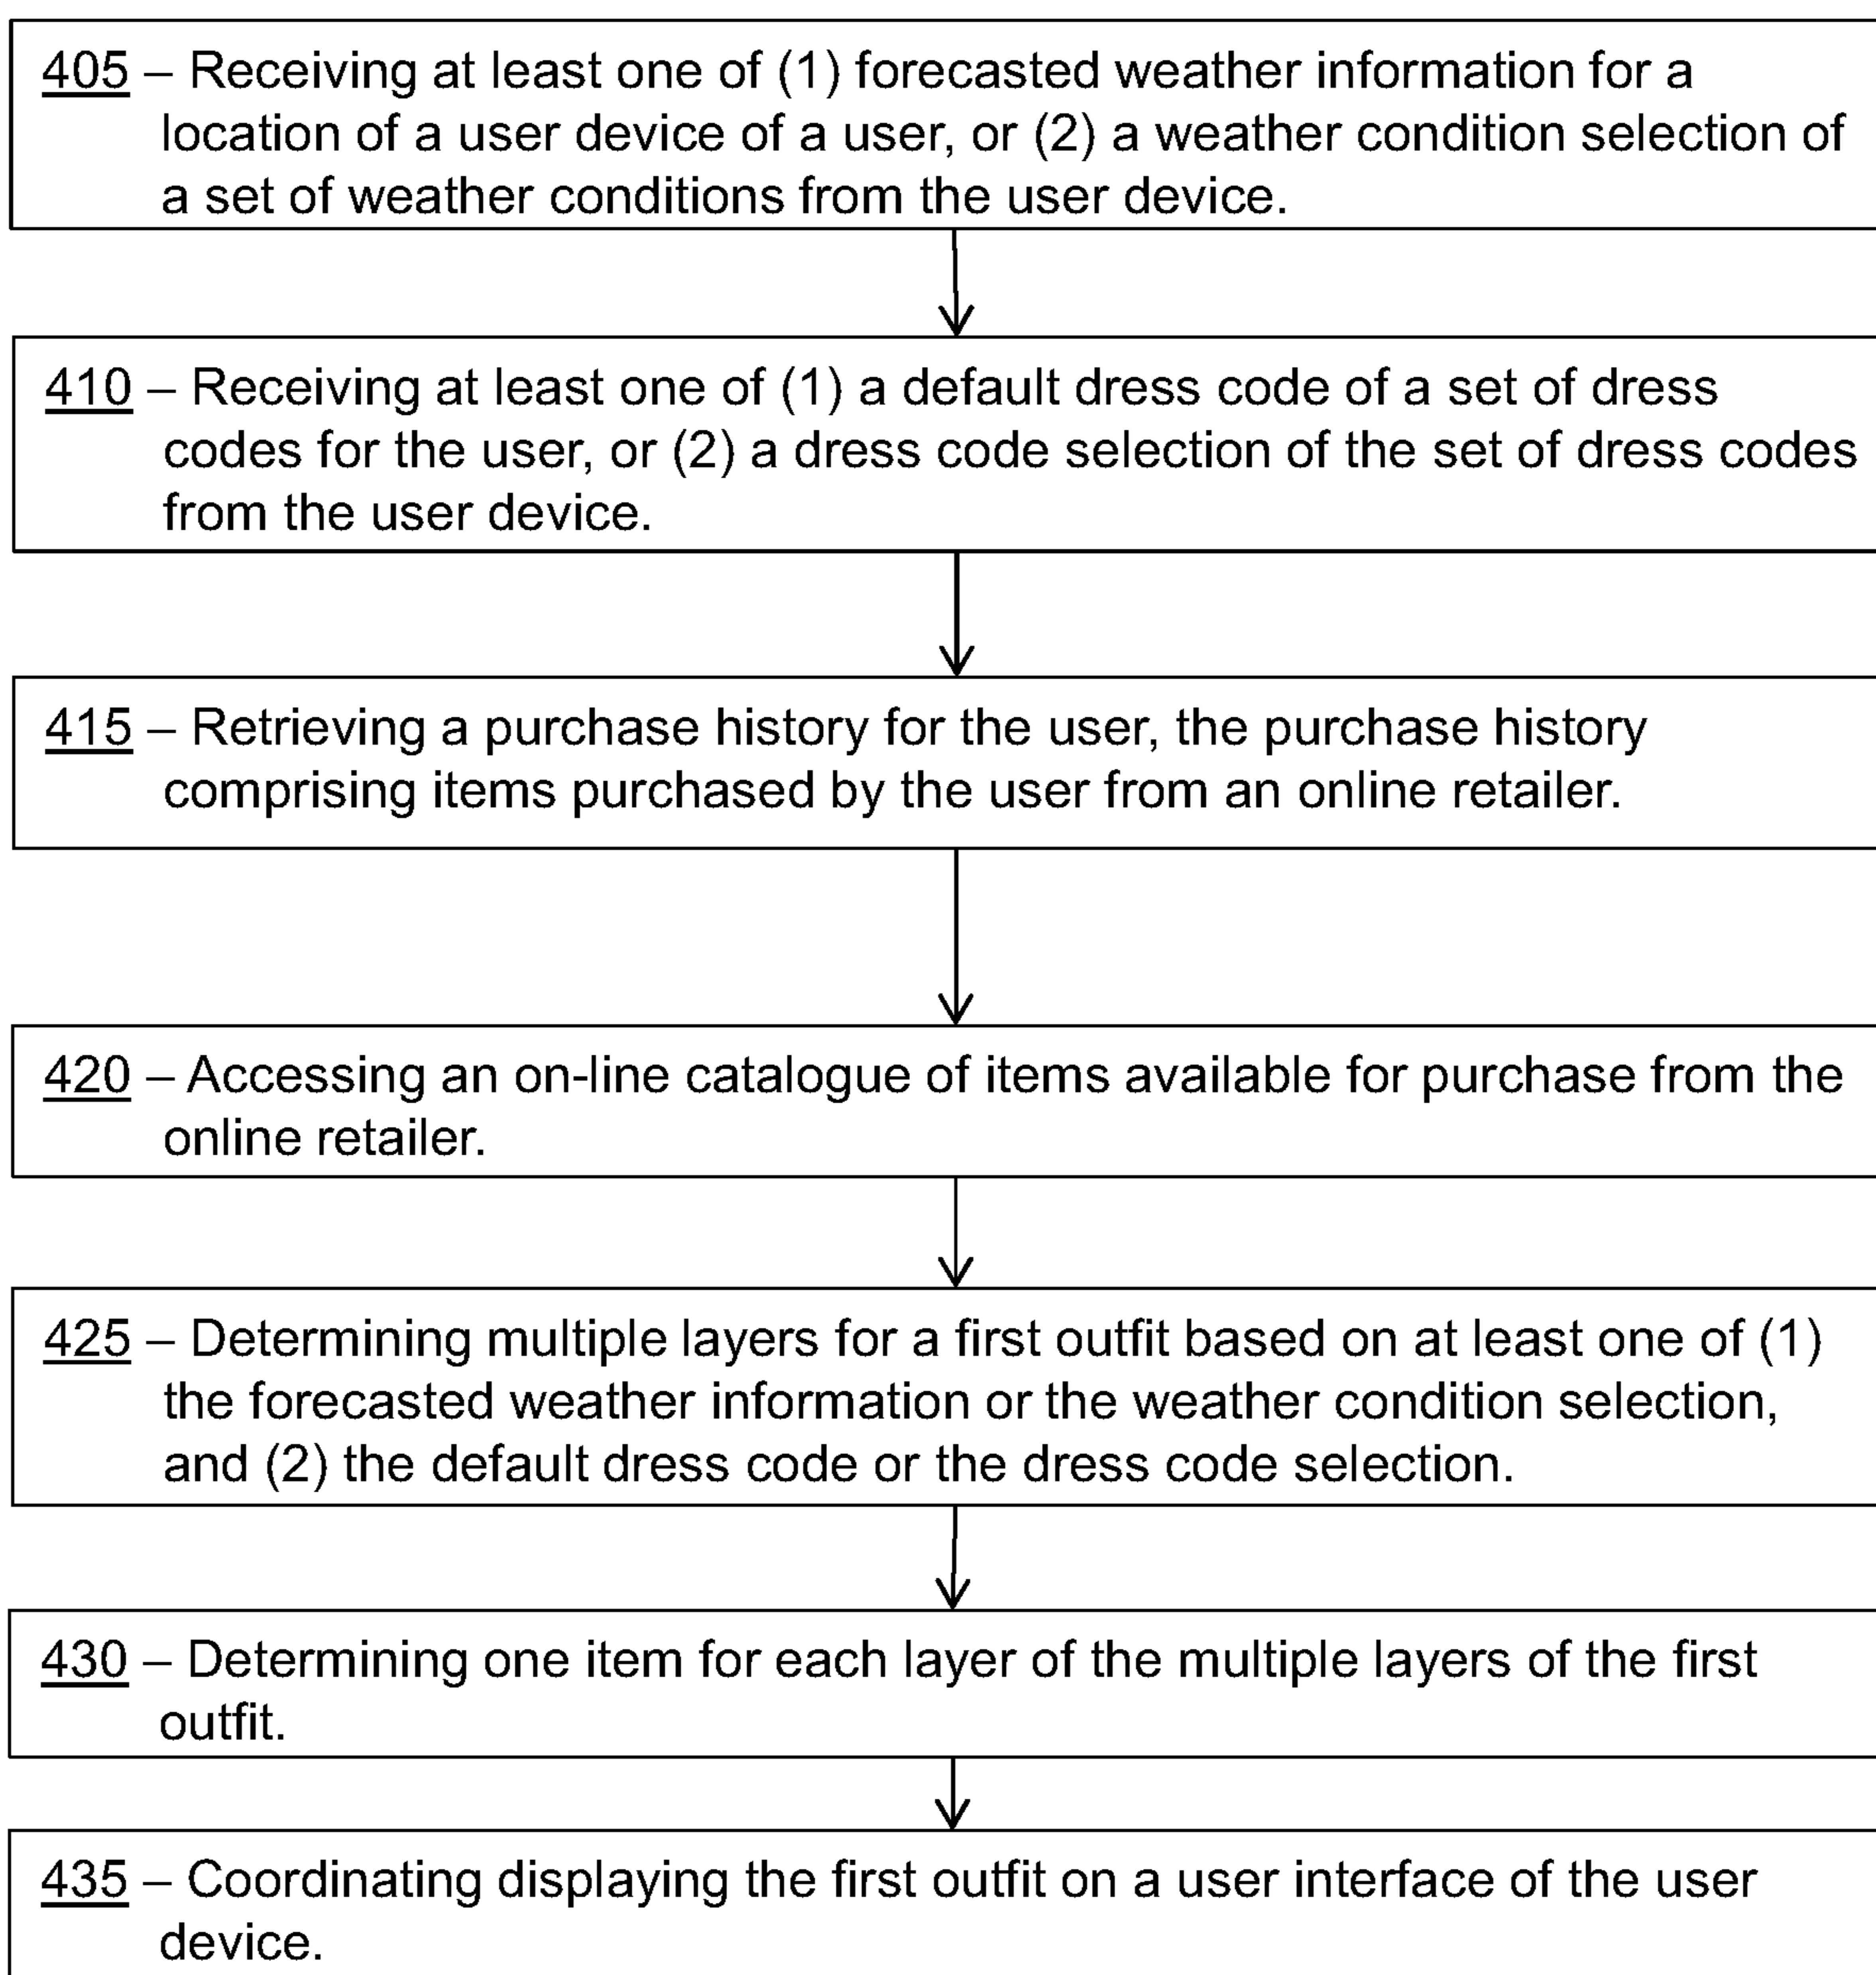 405 – Receiving at least one of (1) forecasted weather information for a
location of a user device of a user, or (2) a weather condition selection of
a set of weather conditions from the user device.
410 – Receiving at least one of (1) a default dress code of a set of dress
codes for the user, or (2) a dress code selection of the set of dress codes
from the user device.
415 – Retrieving a purchase history for the user, the purchase history
comprising items purchased by the user from an online retailer.
420 – Accessing an on-line catalogue of items available for purchase from the
online retailer.
425 – Determining multiple layers for a first outfit based on at least one of (1)
the forecasted weather information or the weather condition selection,
and (2) the default dress code or the dress code selection.
430 – Determining one item for each layer of the multiple layers of the first
outfit.
435 – Coordinating displaying the first outfit on a user interface of the user
device.